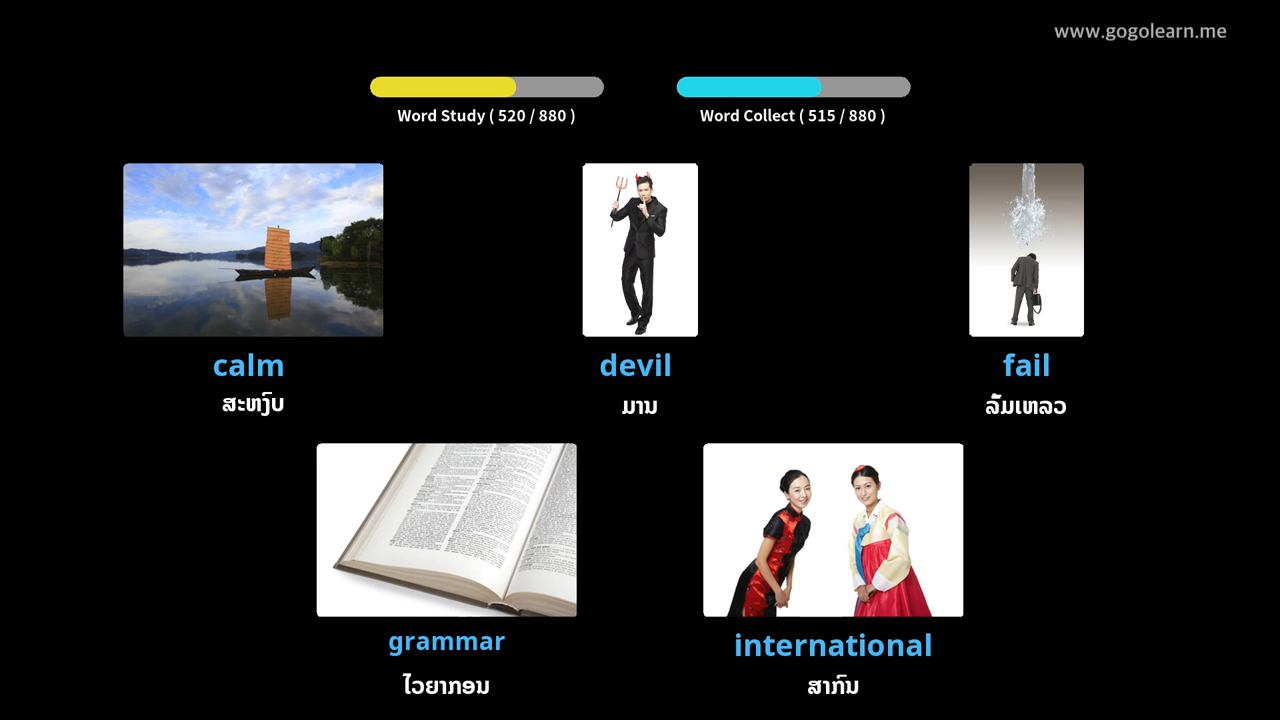 www.gogolearn.me
Word Study ( 520 / 880 )
Word Collect ( 515 / 880 )
calm
ສະຫງົບ
devil
ມານ
fail
ລົ້ມເຫລວ
grammar
ໄວຍາກອນ
international
ສາກົນ